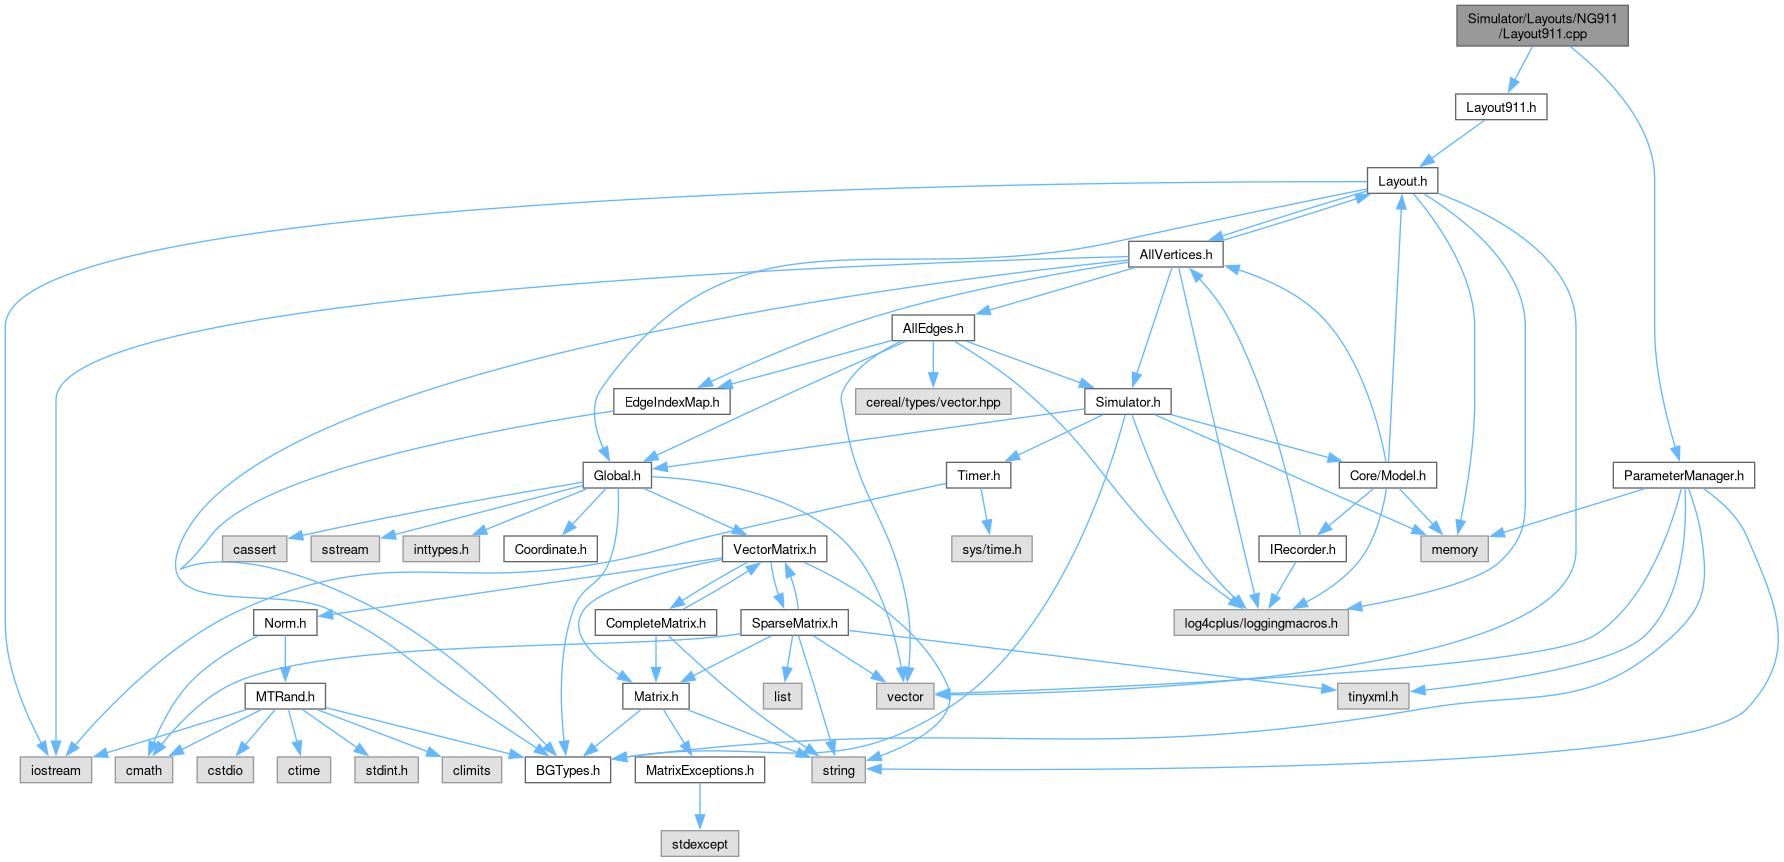 Simulator/Layouts/NG911
/Layout911.cpp
Layout911.h
Layout.h
AllVertices.h
AllEdges.h
EdgeIndexMap.h
cereal/types/vector.hpp
Simulator.h
Global.h
Timer.h
Core/Model.h
ParameterManager.h
cassert
sstream
inttypes.h
Coordinate.h
VectorMatrix.h
sys/time.h
IRecorder.h
memory
Norm.h
CompleteMatrix.h
SparseMatrix.h
log4cplus/loggingmacros.h
MTRand.h
Matrix.h
list
vector
tinyxml.h
iostream
cmath
cstdio
ctime
stdint.h
climits
BGTypes.h
MatrixExceptions.h
string
stdexcept